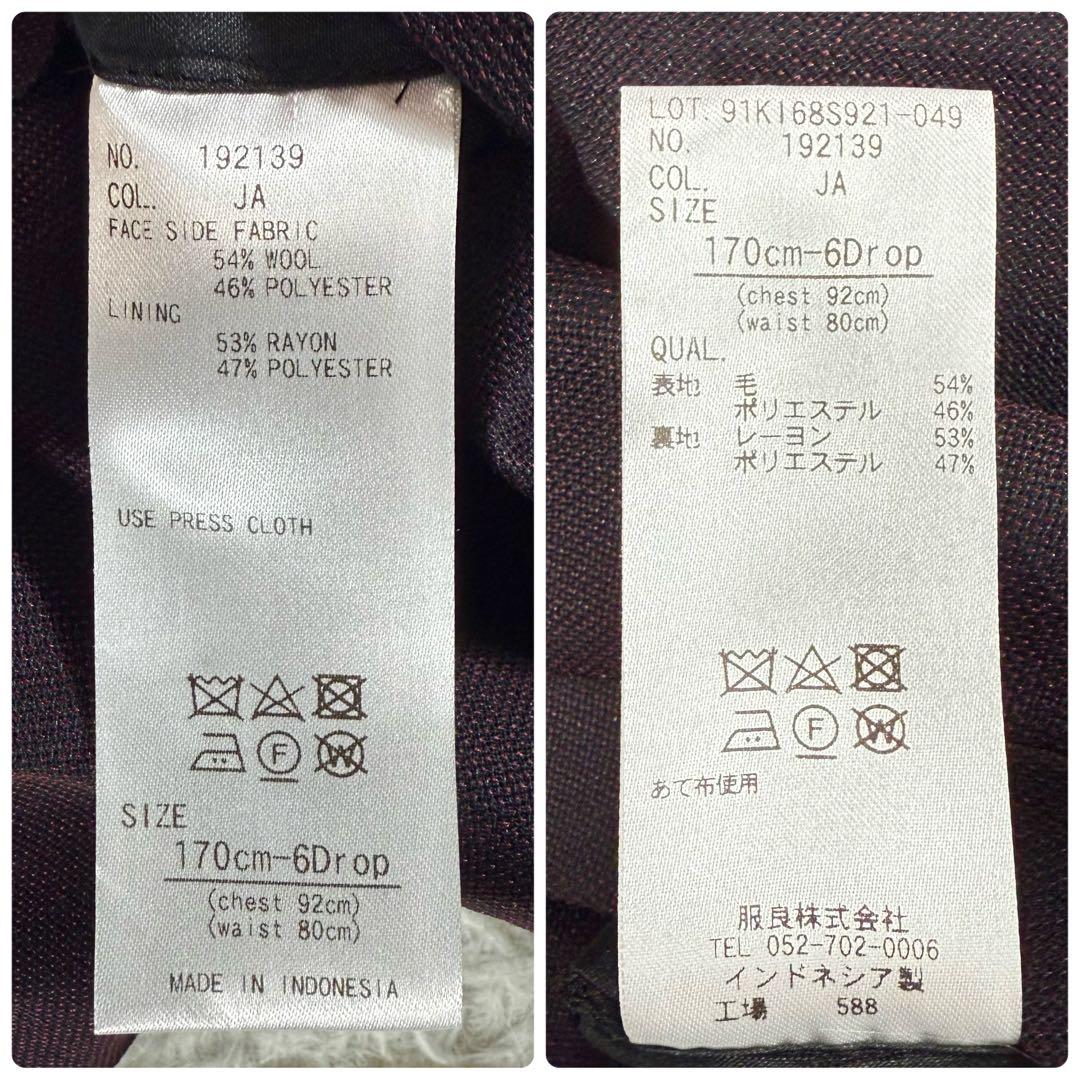 NO. 192139
COL. JA
FACE SIDE FABRIC
54% WOOL
46% POLYESTER
LINING
53% RAYON
47% POLYESTER
USE PRESS CLOTH
F
W
SIZE
170cm-6Drop
(chest 92cm)
(waist 80cm)
MADE IN INDONESIA
LOT. 91KI68S921-049
NO. 192139
COL. JA
SIZE
170cm-6Drop
(chest 92cm)
(waist 80cm)
QUAL.
表地 毛 54%
ポリエステル 46%
裏地 レーヨン 53%
ポリエステル 47%
F
W
あて布使用
服良株式会社
TEL 052-702-0006
インドネシア製
工場 588